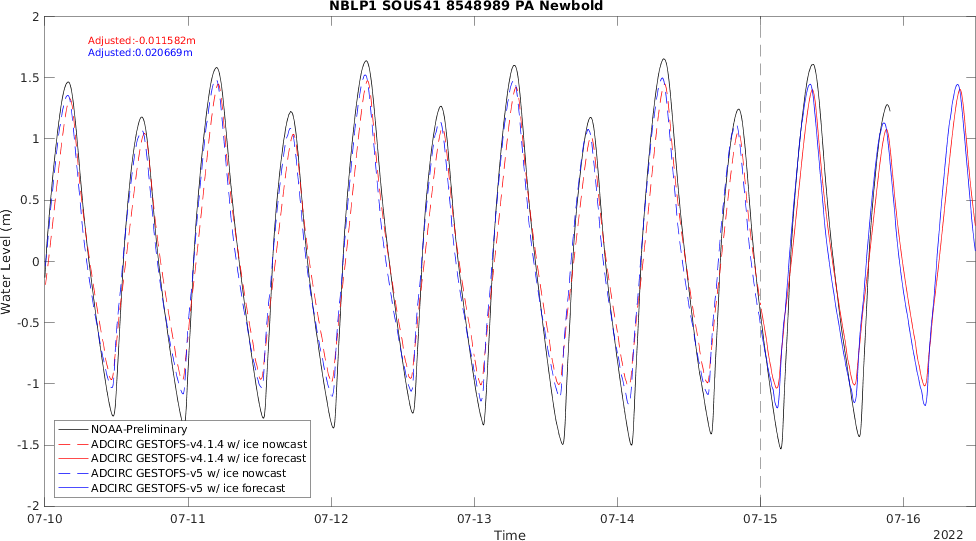 NBLP1 SOUS41 8548989 PA Newbold
Adjusted:-0.011582m
Adjusted:0.020669m
2
1.5
1
0.5
0
-0.5
-1
-1.5
-2
Water Level (m)
NOAA-Preliminary
ADCIRC GESTOFS-v4.1.4 w/ ice nowcast
ADCIRC GESTOFS-v4.1.4 w/ ice forecast
ADCIRC GESTOFS-v5 w/ ice nowcast
ADCIRC GESTOFS-v5 w/ ice forecast
07-10 07-11 07-12 07-13 07-14 07-15 07-16
Time
2022